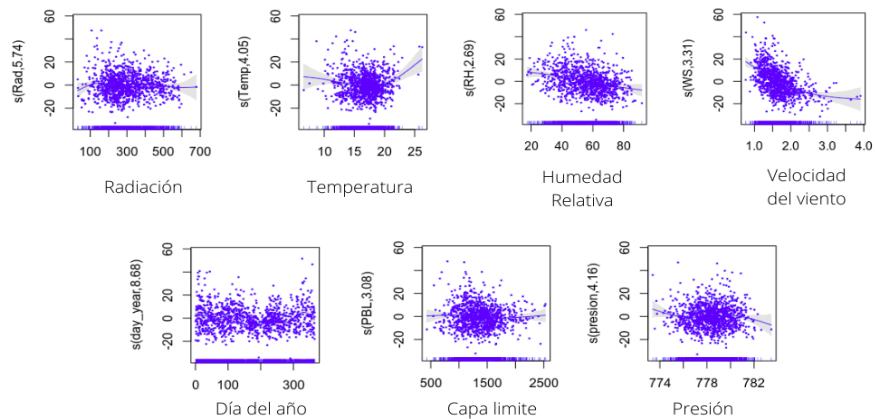 s(Rad,5.74)
60
40
20
0
-20
100 300 500 700
Radiación
s(Temp,4.05)
60
40
20
0
-20
10 15 20 25
Temperatura
s(RH,2.69)
60
20
0
-20
20 40 60 80
Humedad
Relativa
s(WS,3.31)
60
20
0
-20
1.0 2.0 3.0 4.0
Velocidad
del viento
s(day_year,8.68)
60
20
0
-20
0 100 300
Día del año
s(PBL,3.08)
60
20
0
-20
500 1500 2500
Capa limite
s(presion,4.16)
60
20
0
-20
774 778 782
Presión